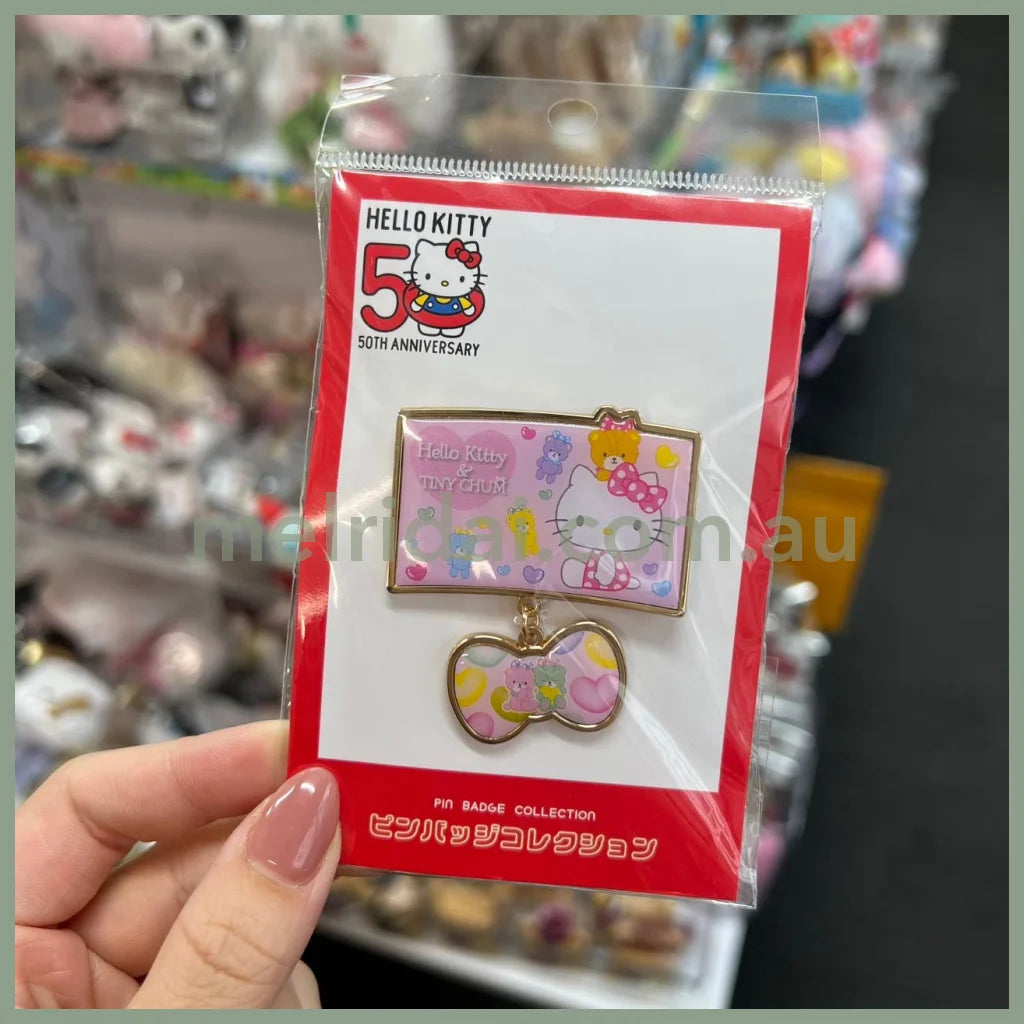 HELLO KITTY
50
50TH ANNIVERSARY
Hello Kitty
&
TINY CHUM
melridai.com.au
PIN BADGE COLLECTION
ピンバッジコレクション